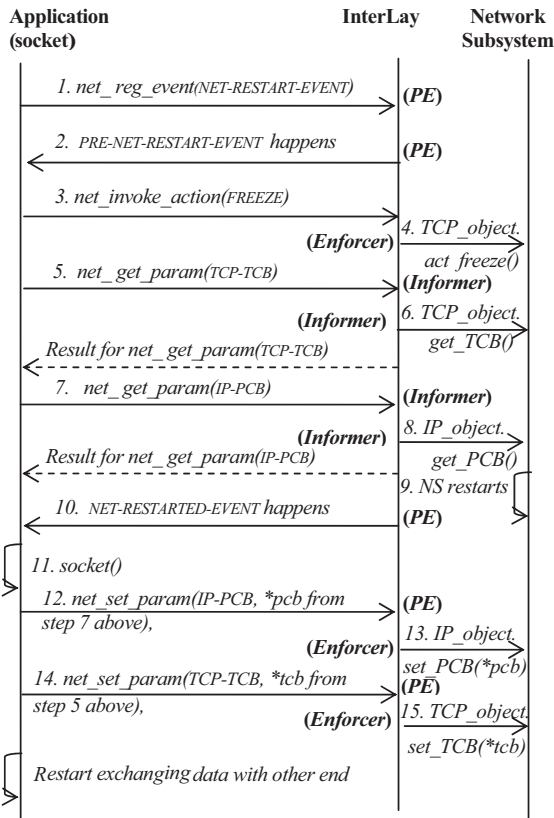 Application (socket)
InterLay
Network Subsystem
1. net_reg_event(NET-RESTART-EVENT)
(PE)
2. PRE-NET-RESTART-EVENT happens
(PE)
3. net_invoke_action(FREEZE)
(Enforcer)
4. TCP_object.
act_freeze()
5. net_get_param(TCP-TCB)
(Informer)
(Informer)
6. TCP_object.
get_TCB()
Result for net_get_param(TCP-TCB)
7. net_get_param(IP-PCB)
(Informer)
(Informer)
8. IP_object.
get_PCB()
Result for net_get_param(IP-PCB)
9. NS restarts
10. NET-RESTARTED-EVENT happens
(PE)
11. socket()
12. net_set_param(IP-PCB, *pcb from
step 7 above),
(PE)
(Enforcer)
13. IP_object.
set_PCB(*pcb)
14. net_set_param(TCP-TCB, *tcb from
step 5 above),
(PE)
(Enforcer)
15. TCP_object.
set_TCB(*tcb)
Restart exchanging data with other end